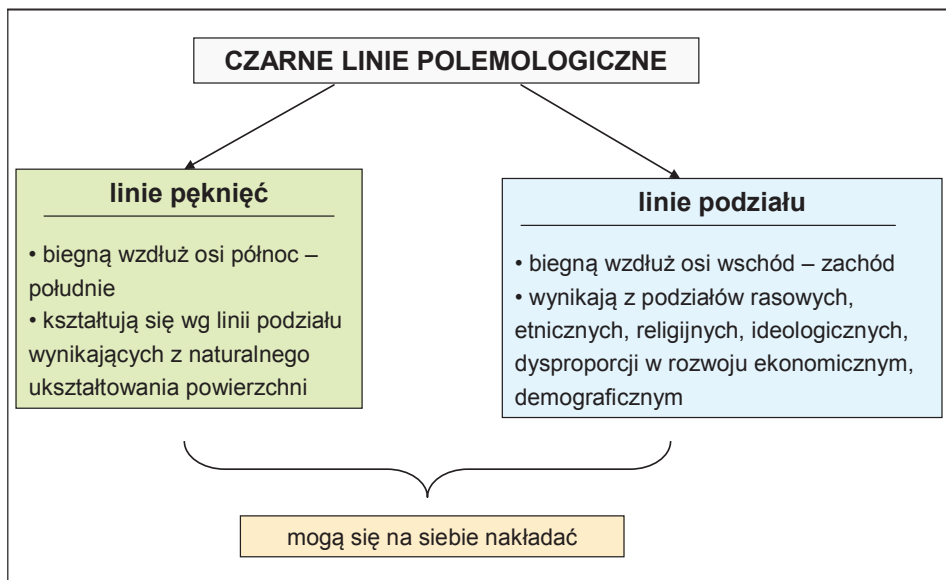 CZARNE LINIE POLEMOLOGICZNE
linie pęknięć
• biegną wzdłuż osi północ –
południe
• kształtują się wg linii podziału
wynikających z naturalnego
ukształtowania powierzchni
linie podziału
• biegną wzdłuż osi wschód – zachód
• wynikają z podziałów rasowych,
etnicznych, religijnych, ideologicznych,
dysproporcji w rozwoju ekonomicznym,
demograficznym
mogą się na siebie nakładać